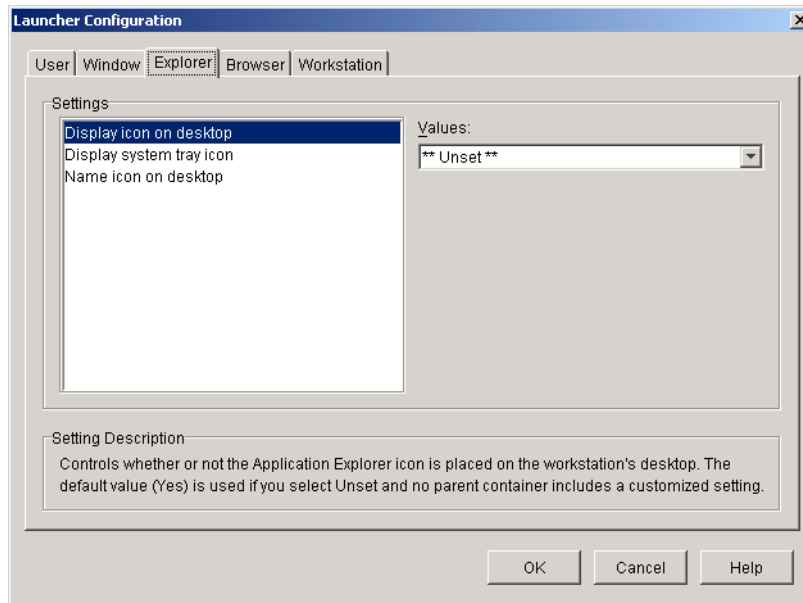 Launcher Configuration
User Window Explorer Browser Workstation
Settings
Display icon on desktop
Display system tray icon
Name icon on desktop
Values:
** Unset **
Setting Description
Controls whether or not the Application Explorer icon is placed on the workstation's desktop. The
default value (Yes) is used if you select Unset and no parent container includes a customized setting.
OK Cancel Help